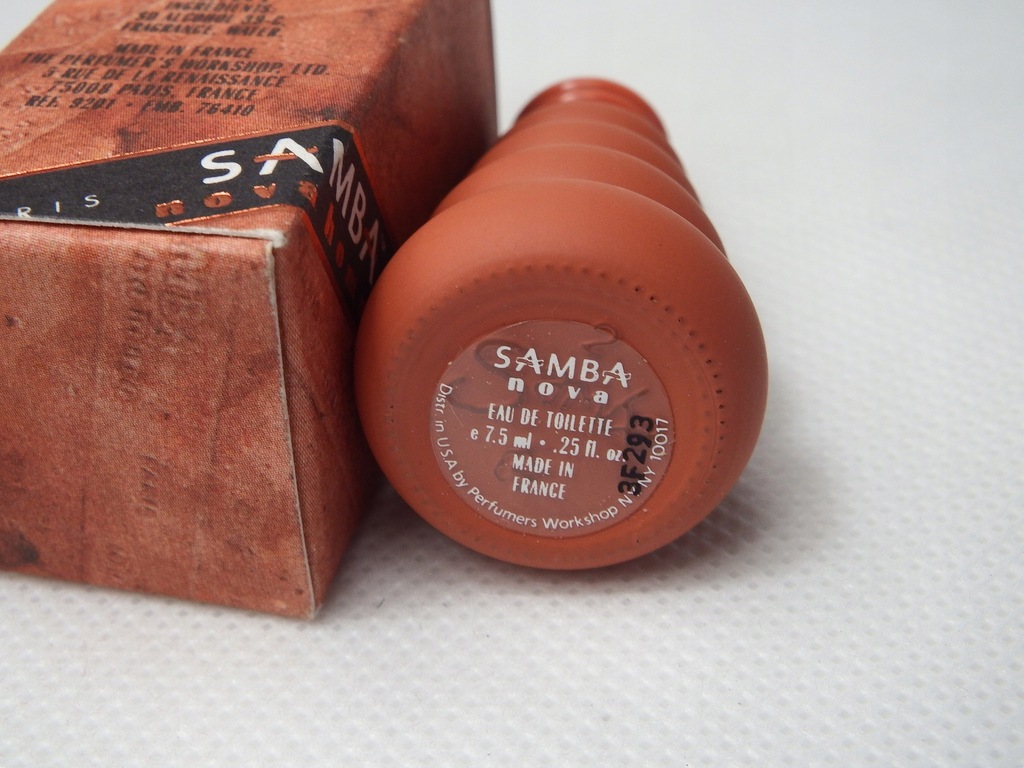 INGREDIENTS
SD ALCOHOL 39-C
FRAGRANCE, WATER
MADE IN FRANCE
THE PERFUMER'S WORKSHOP, LTD.
5 RUE DE LA RENAISSANCE
75008 PARIS, FRANCE
REF. 9201 · EMB. 76410
SAMBA
nova
RIS
SAMBA
nova
EAU DE TOILETTE
e 7.5 ml · .25 fl. oz.
MADE IN
FRANCE
Distr. in USA by Perfumers Workshop NY NY 10017
3F293